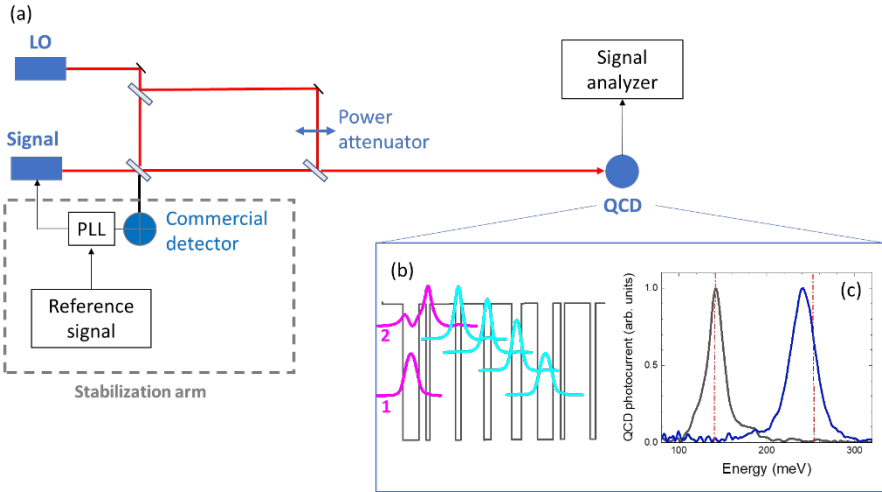 (a)
LO
Signal
analyzer
Power
attenuator
Signal
QCD
PLL
Commercial
detector
Reference
signal
Stabilization arm
(b)
2
1
(c)
QCD photocurrent (arb. units)
1.0
0.5
0.0
100
200
300
Energy (meV)